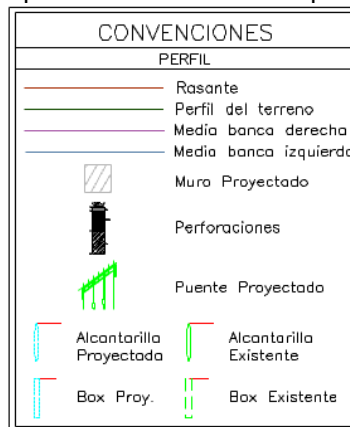 CONVENCIONES
PERFIL
Rasante
Perfil del terreno
Media banca derecha
Media banca izquierda
Muro Proyectado
Perforaciones
Puente Proyectado
Alcantarilla
Proyectada
Alcantarilla
Existente
Box Proy.
Box Existente